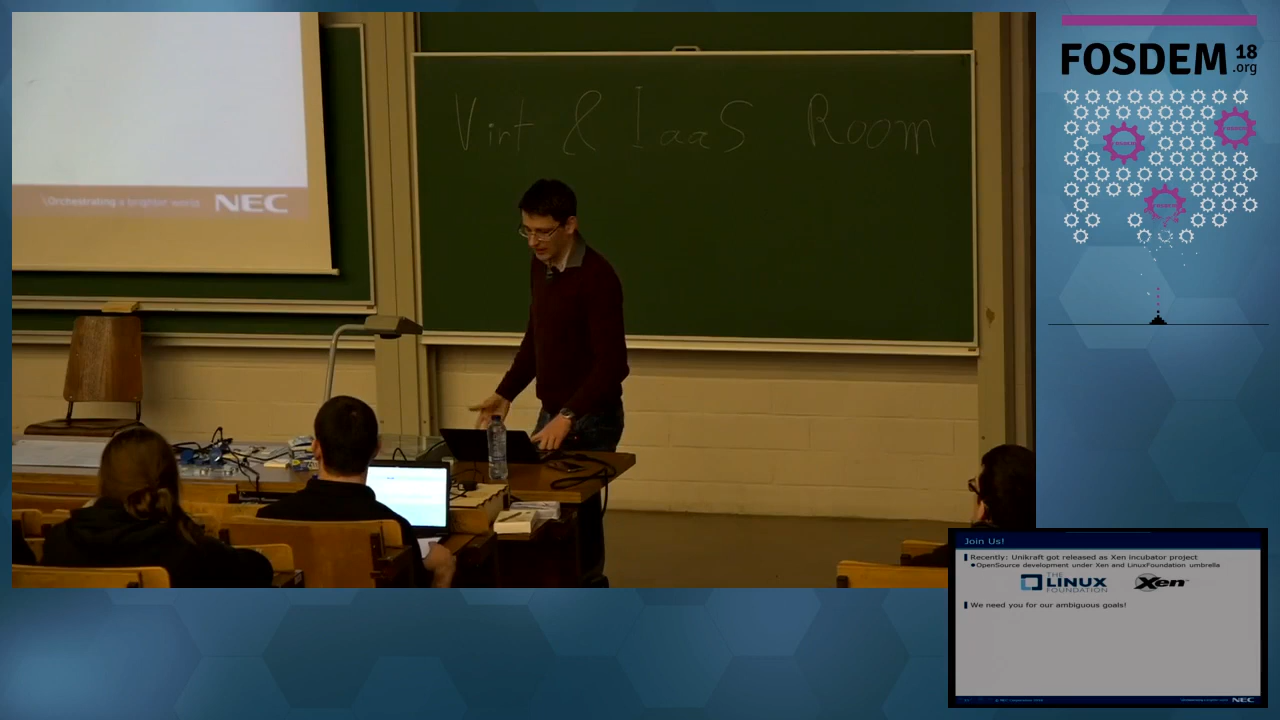 Virt & IaaS Room
\Orchestrating a brighter world
NEC
FOSDEM 18
.org
Join Us!
Recently: Unikraft got released as Xen incubator project
OpenSource development under Xen and LinuxFoundation umbrella
THE
LINUX
FOUNDATION
Xen
We need you for our ambiguous goals!
NEC